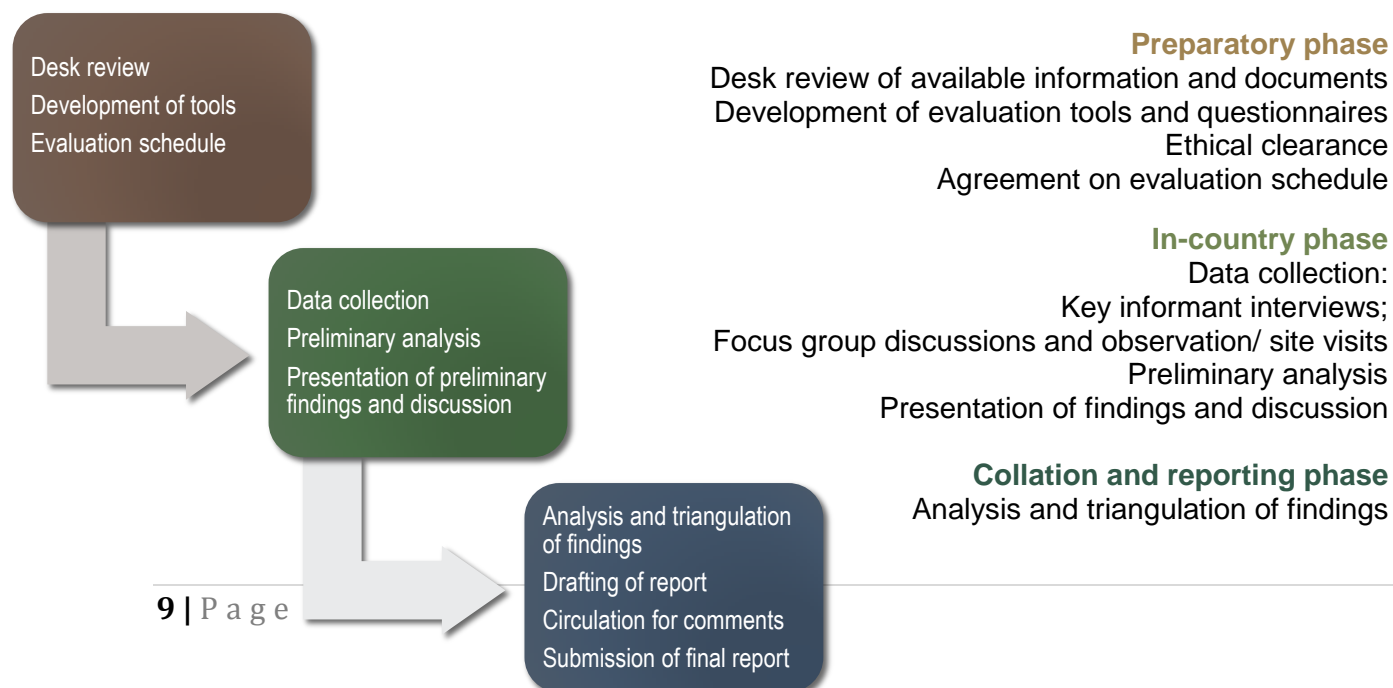 Desk review
Development of tools
Evaluation schedule
Preparatory phase
Desk review of available information and documents
Development of evaluation tools and questionnaires
Ethical clearance
Agreement on evaluation schedule
Data collection
Preliminary analysis
Presentation of preliminary
findings and discussion
In-country phase
Data collection:
Key informant interviews;
Focus group discussions and observation/ site visits
Preliminary analysis
Presentation of findings and discussion
Analysis and triangulation
of findings
Drafting of report
Circulation for comments
Submission of final report
Collation and reporting phase
Analysis and triangulation of findings
9 | P a g e